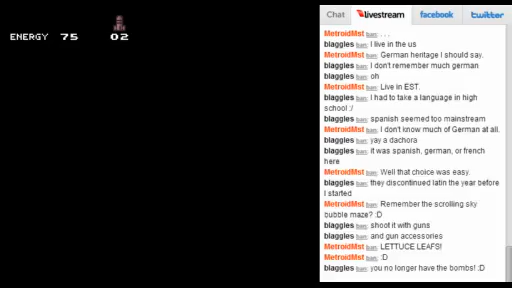 ENERGY 75 02
Chat livestream facebook twitter
MetroidMst ban: . . .
blaggles ban: I live in the us
MetroidMst ban: German heritage I should say.
blaggles ban: I don't remember much german
blaggles ban: oh
MetroidMst ban: Live in EST.
blaggles ban: I had to take a language in high
school :/
blaggles ban: spanish seemed too mainstream
MetroidMst ban: I don't know much of German at all.
blaggles ban: yay a dachora
blaggles ban: it was spanish, german, or french
here
MetroidMst ban: Well that choice was easy.
blaggles ban: they discontinued latin the year before
I started
MetroidMst ban: Remember the scrolling sky
bubble maze? :D
blaggles ban: shoot it with guns
blaggles ban: and gun accessories
MetroidMst ban: LETTUCE LEAFS!
MetroidMst ban: :D
blaggles ban: you no longer have the bombs! :D